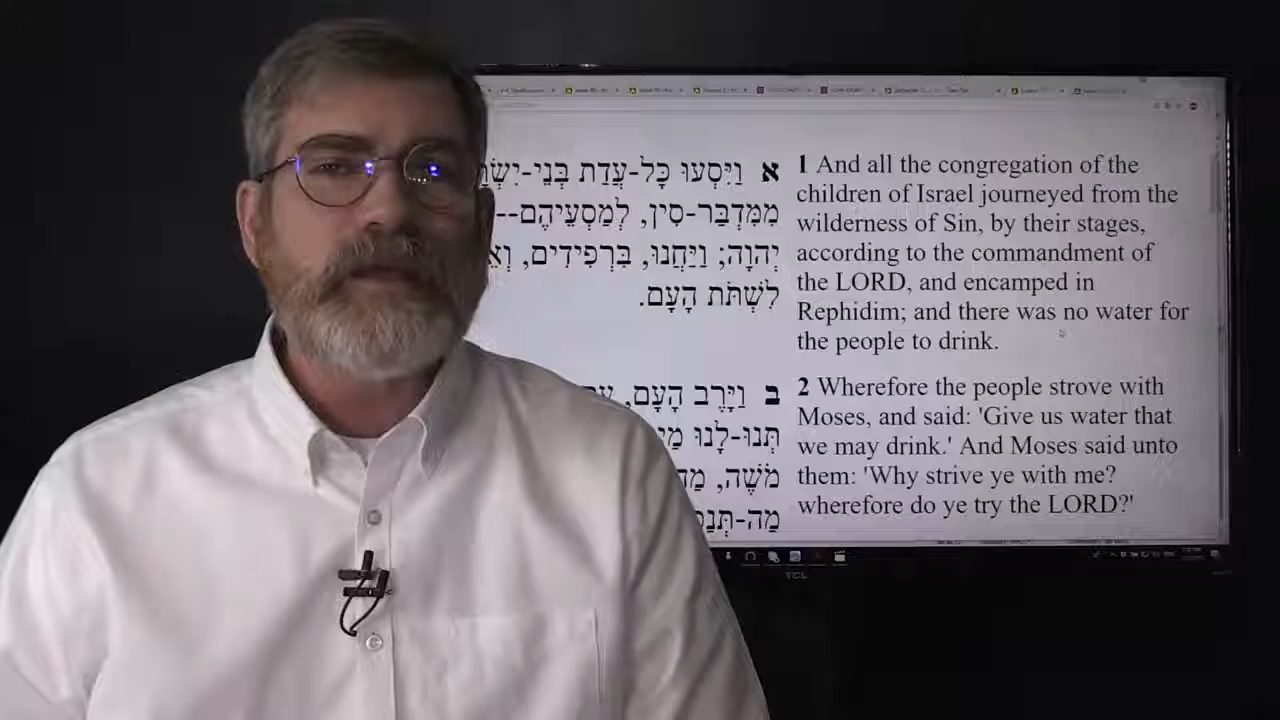 א וַיִּסְעוּ כָּל-עֲדַת בְּנֵי-
מִמִּדְבַּר-סִין, לְמַסְעֵיהֶם--
יְהוָה; וַיַּחֲנוּ, בִּרְפִידִים,
לִשְׁתֹּת הָעָם.
ב וַיָּרֶב הָעָם,
תְּנוּ-לָנוּ
מֹשֶׁה,
1 And all the congregation of the
children of Israel journeyed from the
wilderness of Sin, by their stages,
according to the commandment of
the LORD, and encamped in
Rephidim; and there was no water for
the people to drink.
2 Wherefore the people strove with
Moses, and said: 'Give us water that
we may drink.' And Moses said unto
them: 'Why strive ye with me?
wherefore do ye try the LORD?'
TCL